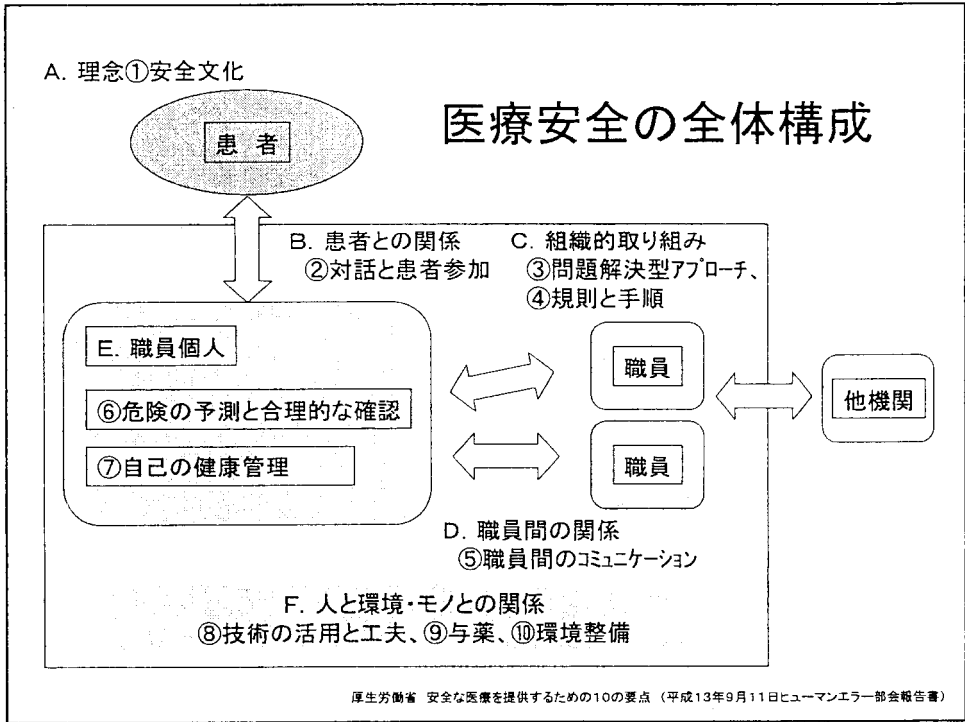 A. 理念①安全文化
医療安全の全体構成
患 者
B. 患者との関係
②対話と患者参加
C. 組織的取り組み
③問題解決型アプローチ、
④規則と手順
E. 職員個人
⑥危険の予測と合理的な確認
⑦自己の健康管理
職員
職員
他機関
D. 職員間の関係
⑤職員間のコミュニケーション
F. 人と環境・モノとの関係
⑧技術の活用と工夫、⑨与薬、⑩環境整備
厚生労働省 安全な医療を提供するための10の要点 (平成13年9月11日ヒューマンエラー部会報告書)